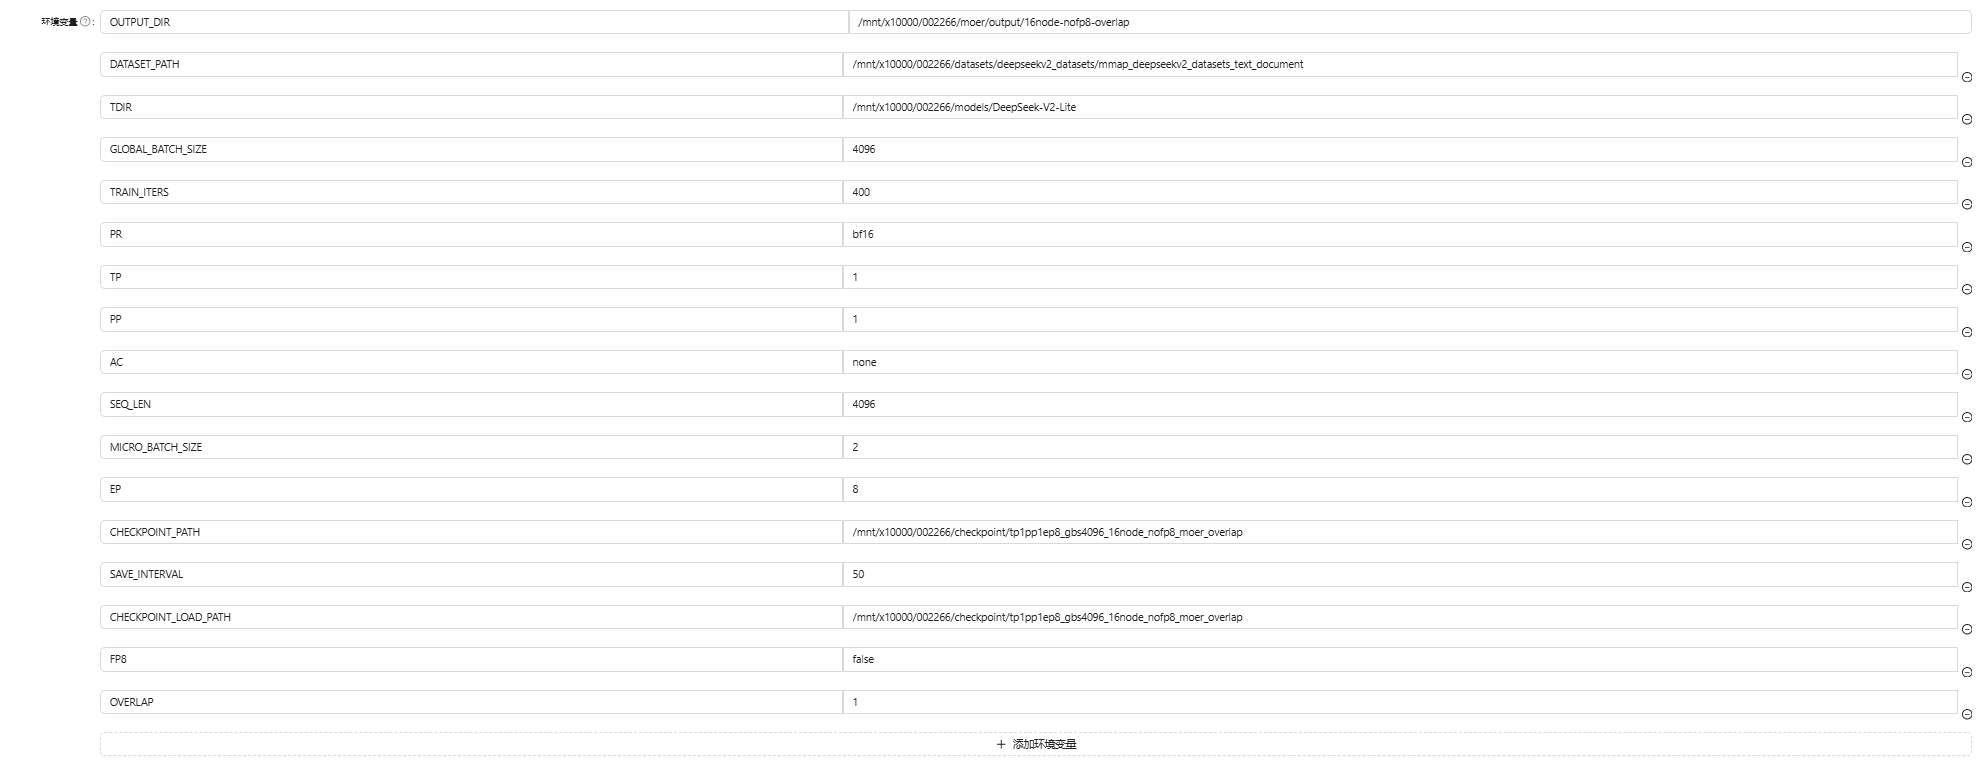 环境变量 ? : OUTPUT_DIR /mnt/x10000/002266/moer/output/16node-nofp8-overlap
DATASET_PATH /mnt/x10000/002266/datasets/deepseekv2_datasets/mmap_deepseekv2_datasets_text_document
TDIR /mnt/x10000/002266/models/DeepSeek-V2-Lite
GLOBAL_BATCH_SIZE 4096
TRAIN_ITERS 400
PR bf16
TP 1
PP 1
AC none
SEQ_LEN 4096
MICRO_BATCH_SIZE 2
EP 8
CHECKPOINT_PATH /mnt/x10000/002266/checkpoint/tp1pp1ep8_gbs4096_16node_nofp8_moer_overlap
SAVE_INTERVAL 50
CHECKPOINT_LOAD_PATH /mnt/x10000/002266/checkpoint/tp1pp1ep8_gbs4096_16node_nofp8_moer_overlap
FP8 false
OVERLAP 1
+ 添加环境变量